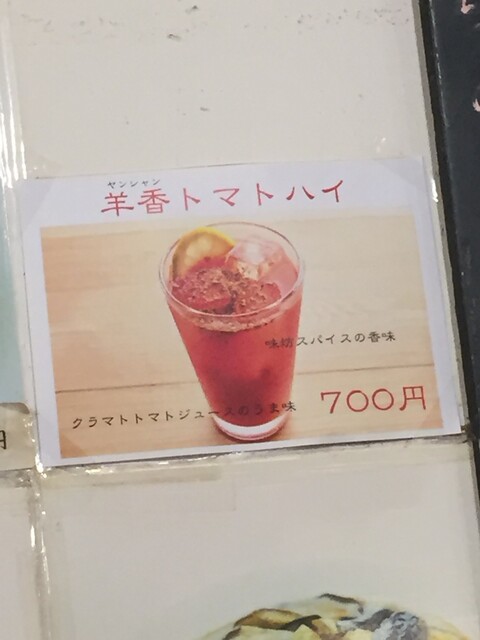 ヤンシャン
羊香トマトハイ
味坊スパイスの香味
クラマトトマトジュースのうま味
700円
円